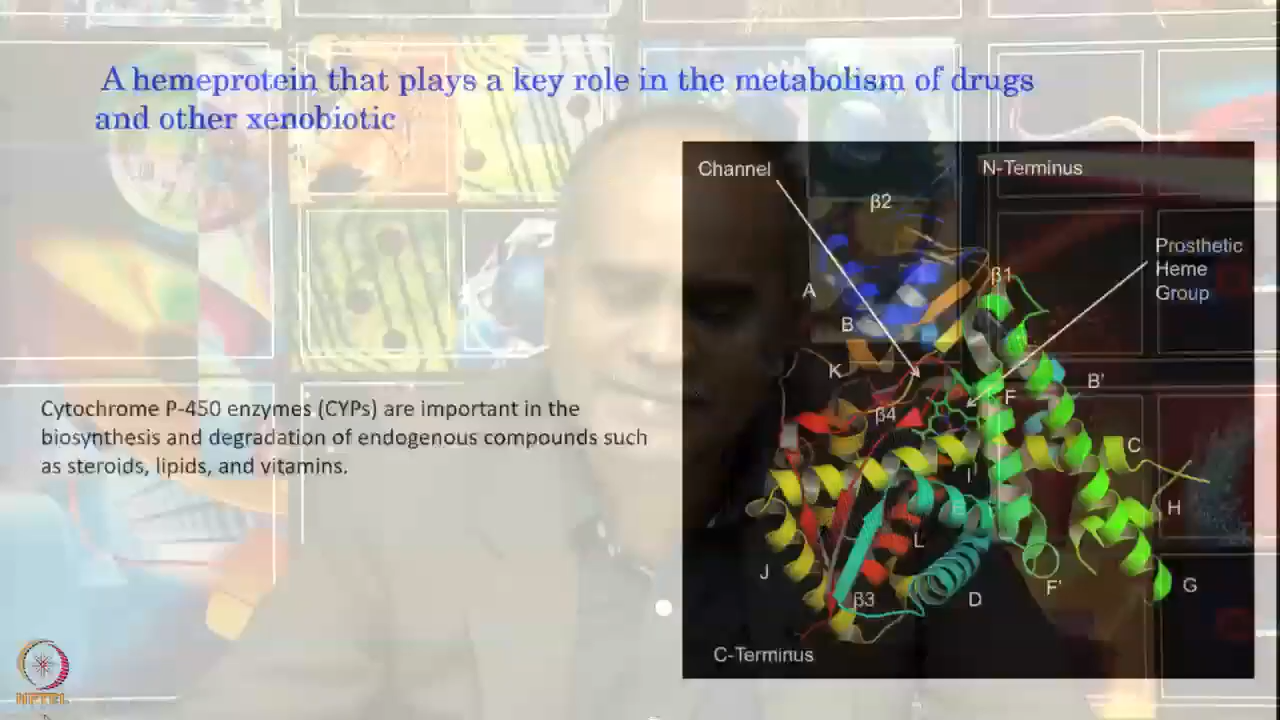 A hemeprotein that plays a key role in the metabolism of drugs
and other xenobiotic
Channel
N-Terminus
β2
Prosthetic
Heme
Group
β1
A
B
K
B'
F
β4
C
I
E
H
L
J
G
F'
β3
D
C-Terminus
Cytochrome P-450 enzymes (CYPs) are important in the
biosynthesis and degradation of endogenous compounds such
as steroids, lipids, and vitamins.
NPTEL